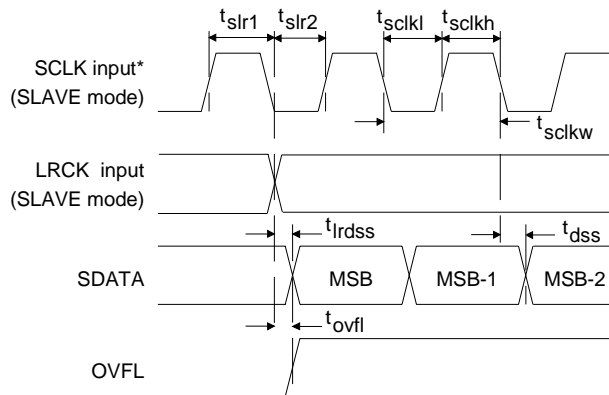 tslr1 tslr2 tsclkl tsclkh
SCLK input*
(SLAVE mode)
tsclkw
LRCK input
(SLAVE mode)
tlrdss tdss
SDATA MSB MSB-1 MSB-2
tovfl
OVFL